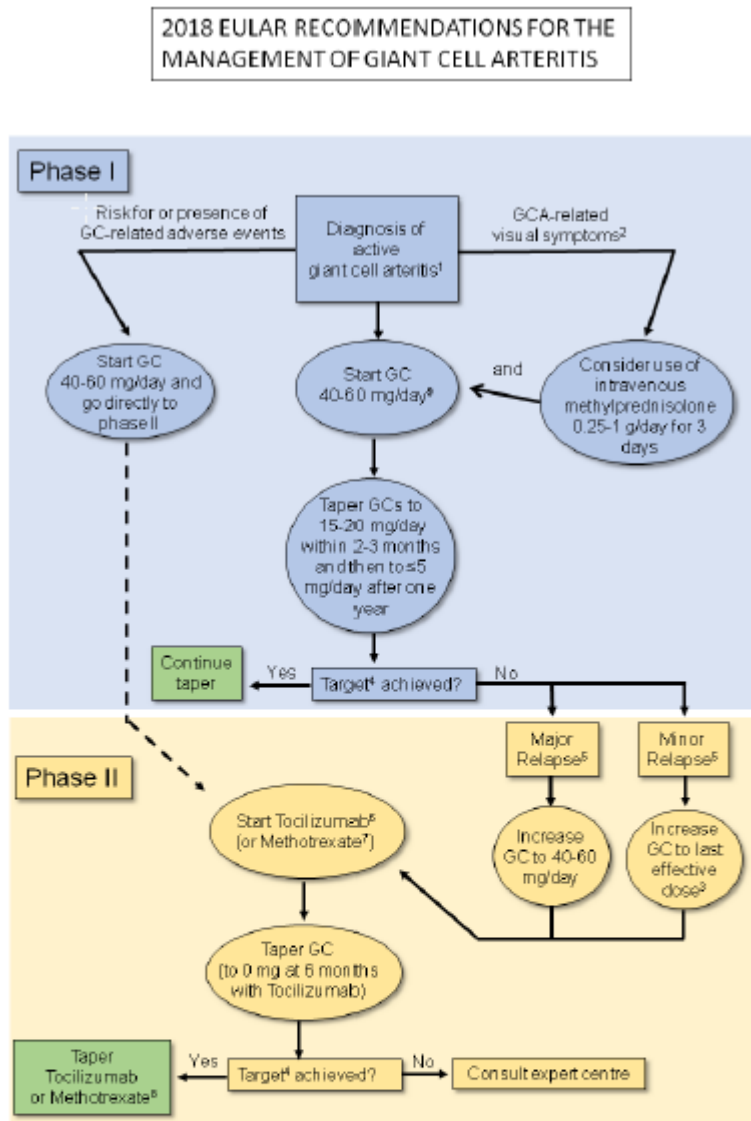 2018 EULAR RECOMMENDATIONS FOR THE
MANAGEMENT OF GIANT CELL ARTERITIS
Phase I
Risk for or presence of
GC-related adverse events
Diagnosis of
active
giant cell arteritis¹
GCA-related
visual symptoms²
Start GC
40-60 mg/day and
go directly to
phase II
Start GC
40-60 mg/day
and
Consider use of
intravenous
methylprednisolone
0.25-1 g/day for 3
days
Taper GCs to
15-20 mg/day
within 2-3 months
and then to ≤5
mg/day after one
year
Continue
taper
Yes
Target⁴ achieved?
No
Phase II
Major
Relapse⁵
Minor
Relapse⁵
Start Tocilizumab
(or Methotrexate⁷)
Increase
GC to 40-60
mg/day
Increase
GC to last
effective
dose³
Taper GC
(to 0 mg at 6 months
with Tocilizumab)
Taper
Tocilizumab
or Methotrexate
Yes
Target⁴ achieved?
No
Consult expert centre